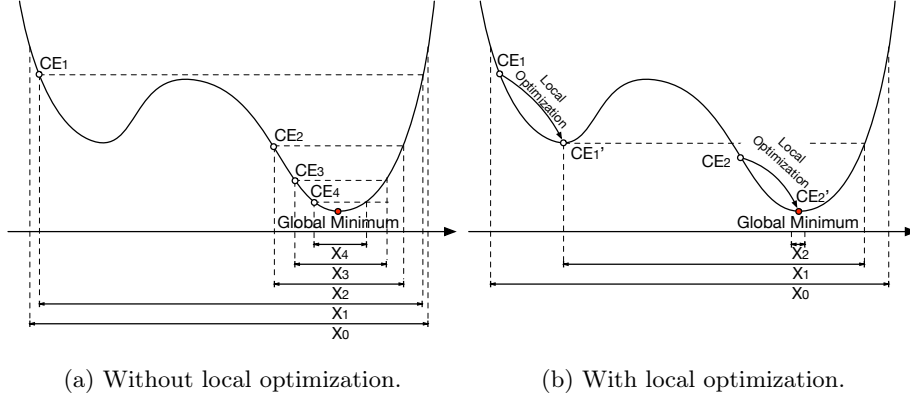 CE1
CE2
CE3
CE4
Global Minimum
X4
X3
X2
X1
X0
(a) Without local optimization.
CE1
Local
Optimization
CE1'
CE2
Local
Optimization
CE2'
Global Minimum
X2
X1
X0
(b) With local optimization.